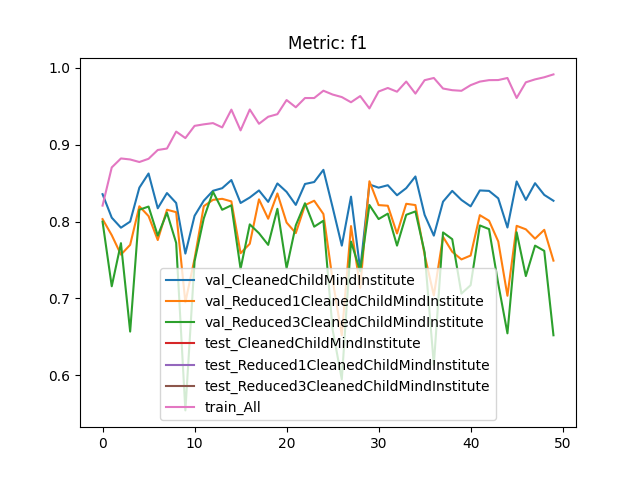 Metric: f1
1.0
0.9
0.8
0.7
0.6
val_CleanedChildMindInstitute
val_Reduced1CleanedChildMindInstitute
val_Reduced3CleanedChildMindInstitute
test_CleanedChildMindInstitute
test_Reduced1CleanedChildMindInstitute
test_Reduced3CleanedChildMindInstitute
train_All
0 10 20 30 40 50